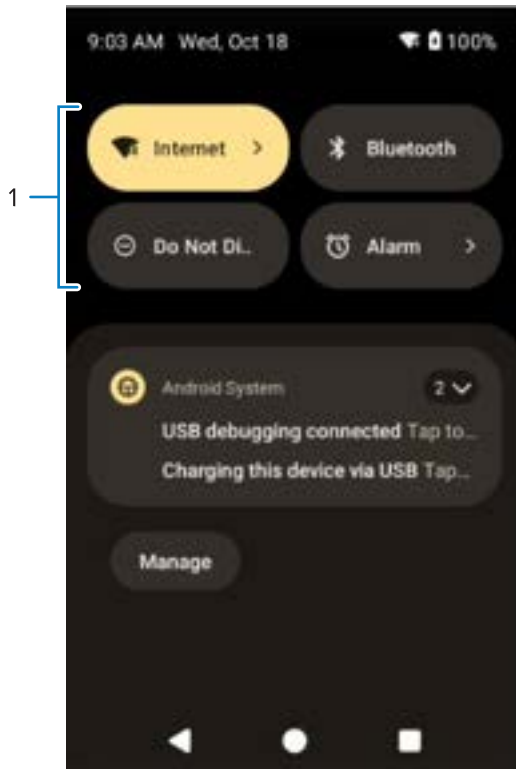 9:03 AM Wed, Oct 18 100%
1
Internet Bluetooth
Do Not Di... Alarm
Android System 2
USB debugging connected Tap to...
Charging this device via USB Tap...
Manage